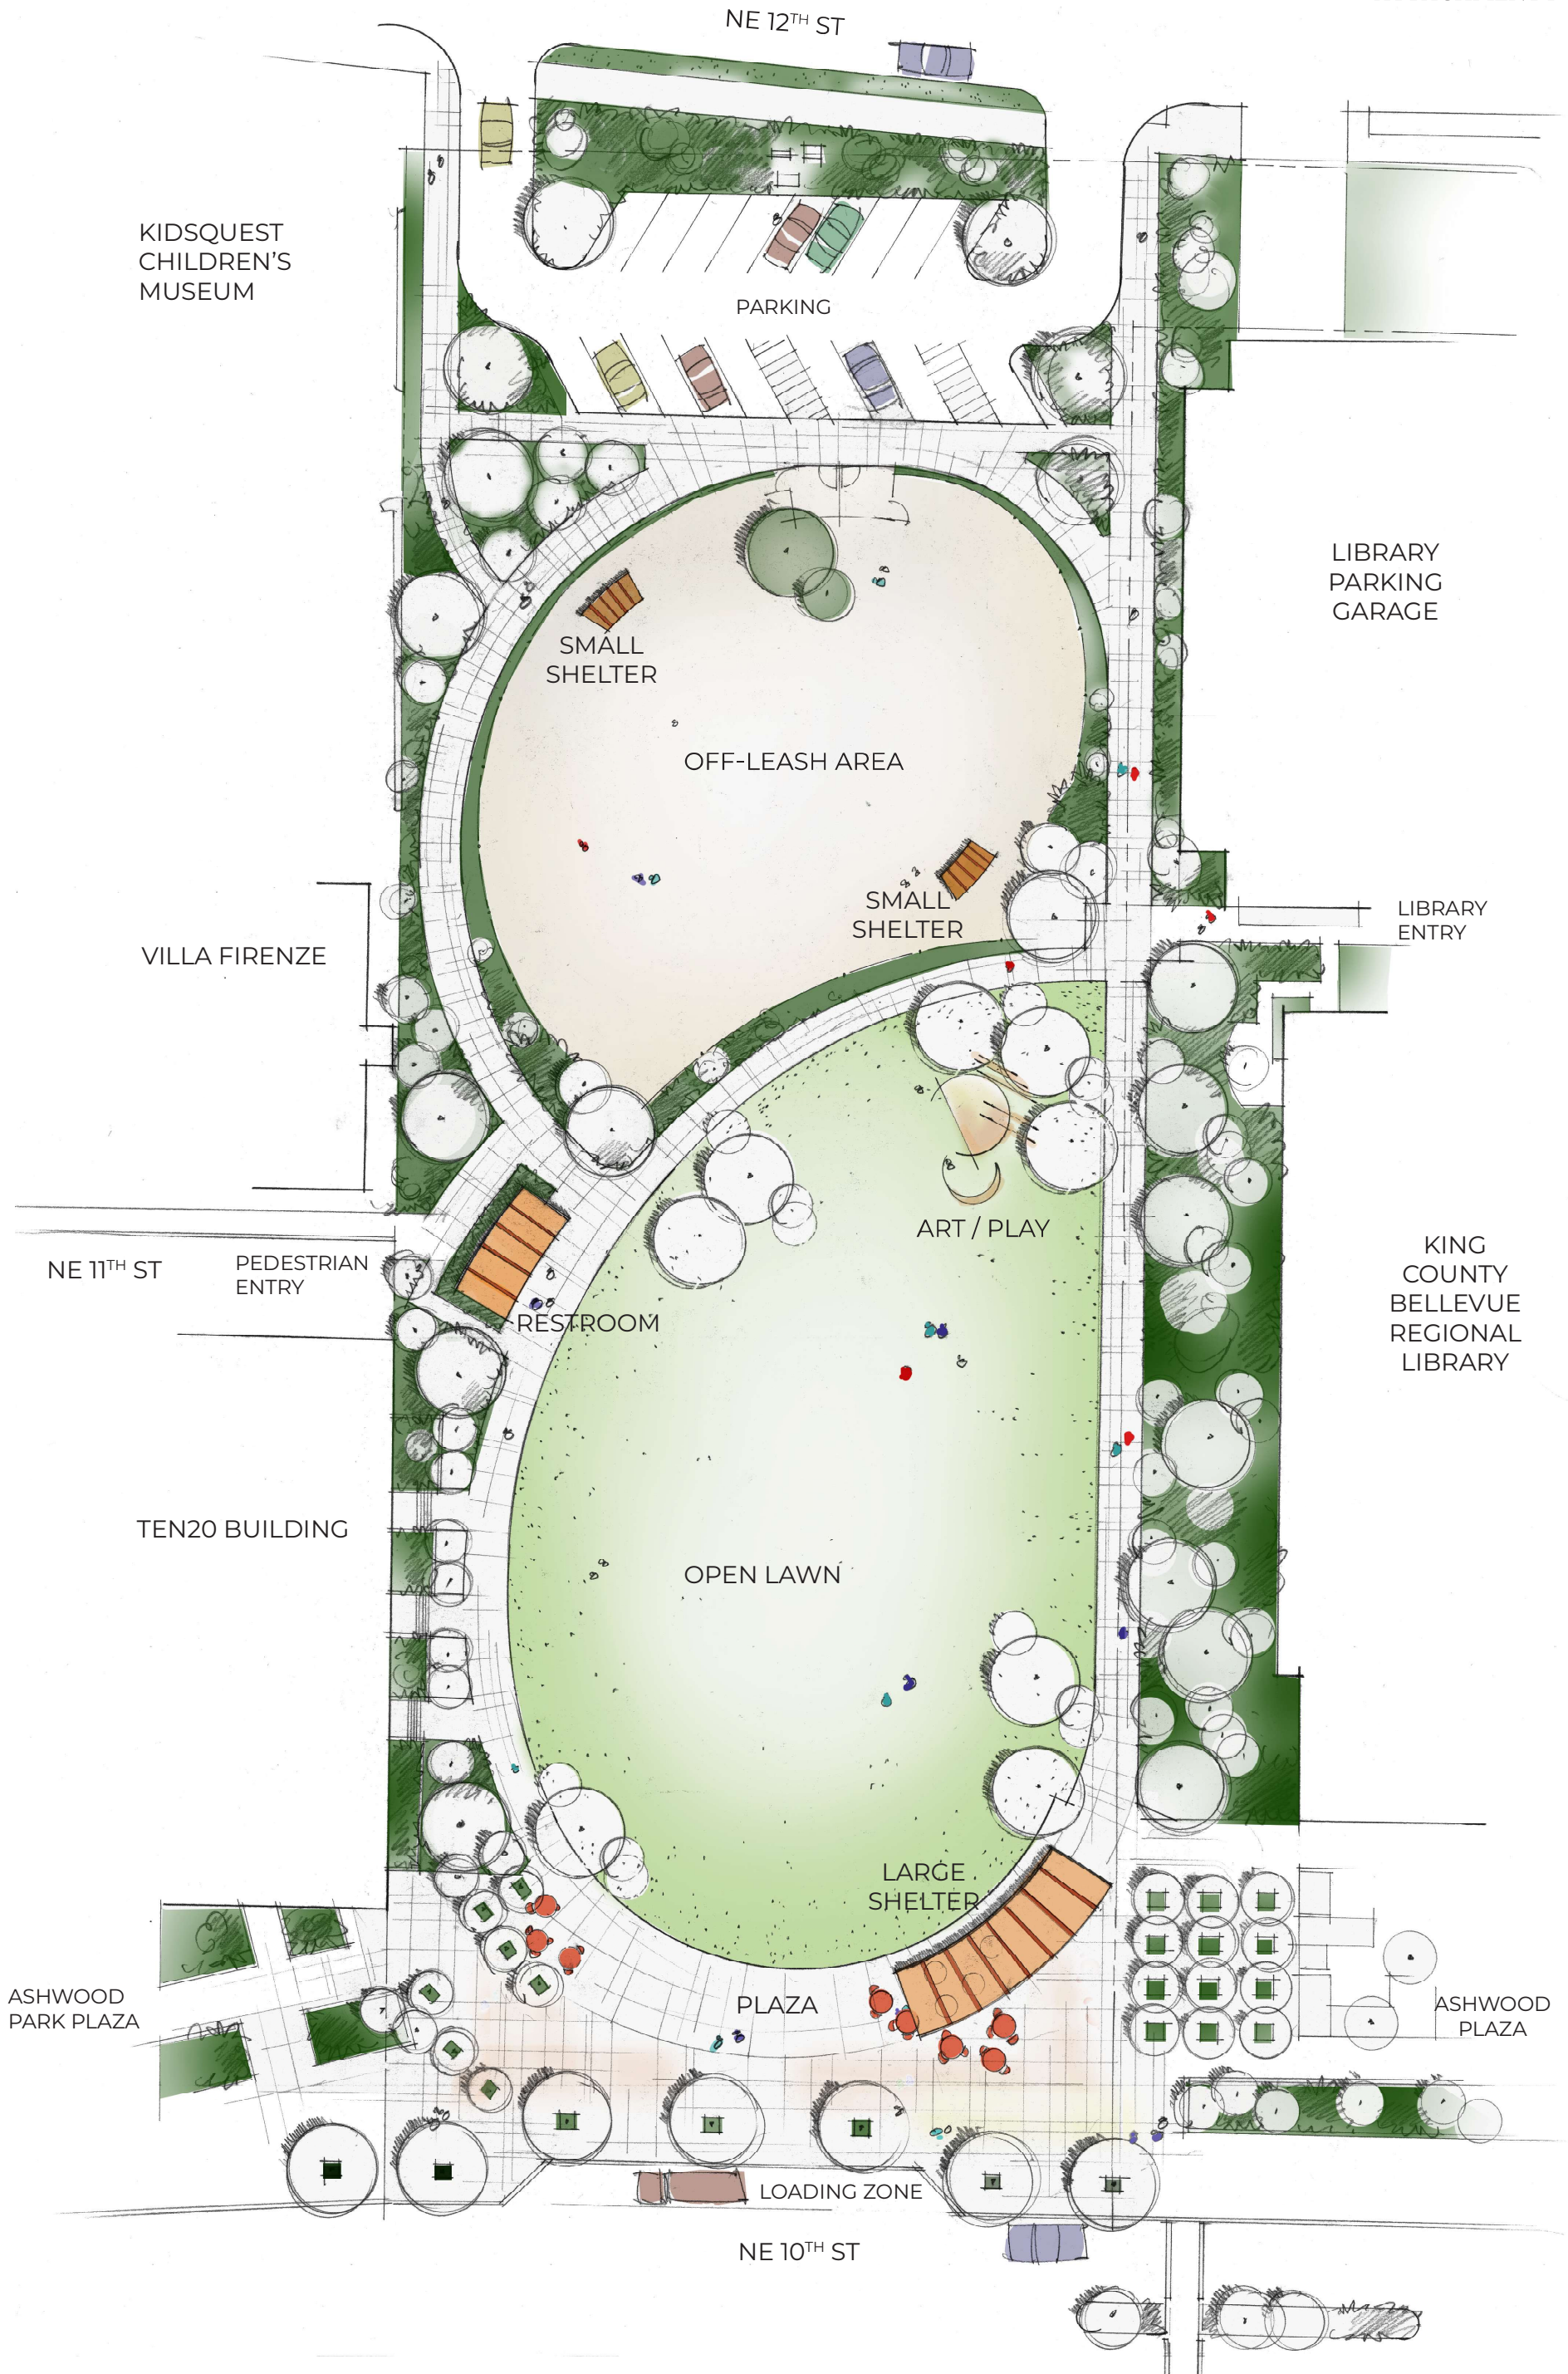 NE 12TH ST
KIDSQUEST
CHILDREN'S
MUSEUM
PARKING
LIBRARY
PARKING
GARAGE
SMALL
SHELTER
OFF-LEASH AREA
SMALL
SHELTER
LIBRARY
ENTRY
VILLA FIRENZE
ART / PLAY
NE 11TH ST
PEDESTRIAN
ENTRY
RESTROOM
KING
COUNTY
BELLEVUE
REGIONAL
LIBRARY
TEN20 BUILDING
OPEN LAWN
LARGE
SHELTER
ASHWOOD
PARK PLAZA
PLAZA
ASHWOOD
PLAZA
LOADING ZONE
NE 10TH ST